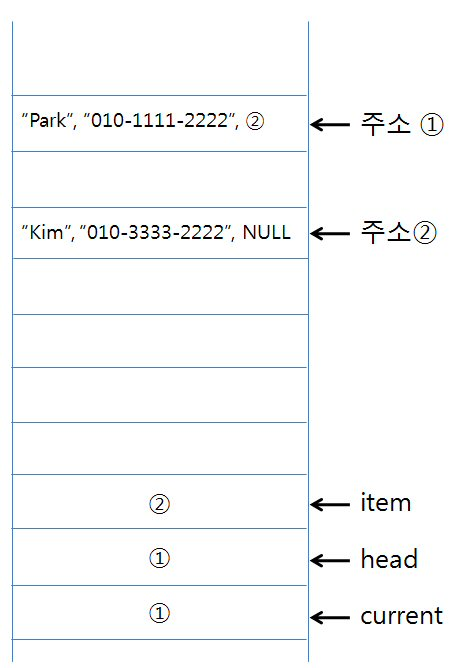 "Park", "010-1111-2222", ② 주소 ①
"Kim", "010-3333-2222", NULL 주소②
② item
① head
① current